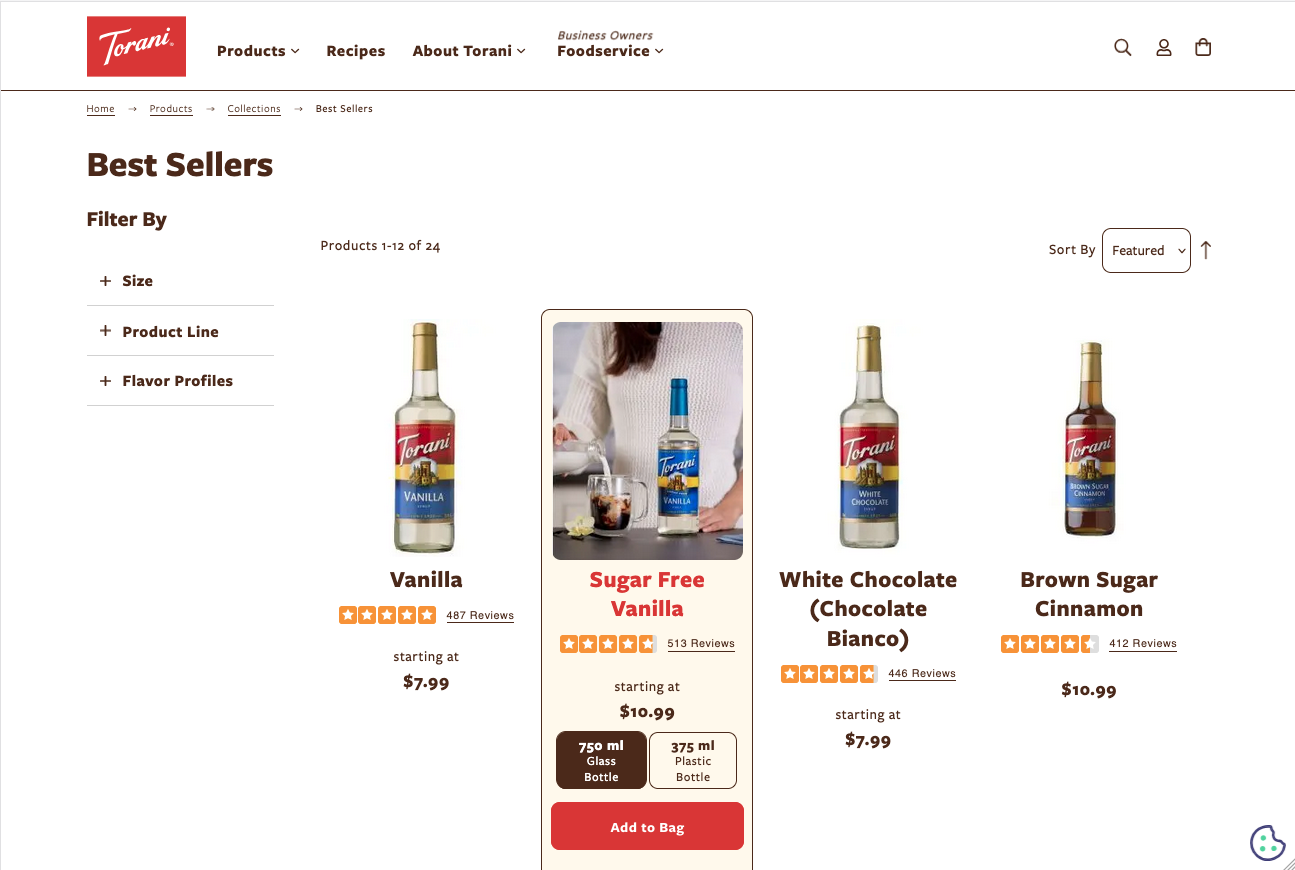 Torani
Products
Recipes
About Torani
Business Owners
Foodservice
Home → Products → Collections → Best Sellers
Best Sellers
Filter By
Products 1-12 of 24
Sort By
Featured
+ Size
+ Product Line
+ Flavor Profiles
Torani
VANILLA
SYRUP
Vanilla
487 Reviews
starting at
$7.99
Torani
VANILLA
Sugar Free
Vanilla
513 Reviews
starting at
$10.99
750 ml
Glass
Bottle
375 ml
Plastic
Bottle
Add to Bag
Torani
WHITE
CHOCOLATE
SYRUP
White Chocolate
(Chocolate
Bianco)
446 Reviews
starting at
$7.99
Torani
BROWN SUGAR
CINNAMON
SYRUP
Brown Sugar
Cinnamon
412 Reviews
$10.99